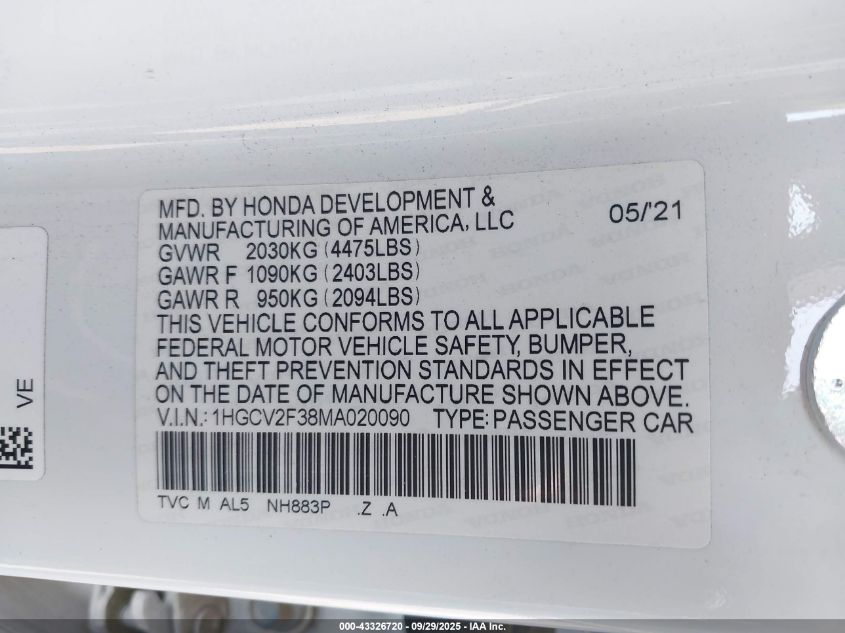 MFD. BY HONDA DEVELOPMENT &
MANUFACTURING OF AMERICA, LLC
05/'21
GVWR 2030KG (4475LBS)
GAWR F 1090KG (2403LBS)
GAWR R 950KG (2094LBS)
THIS VEHICLE CONFORMS TO ALL APPLICABLE
FEDERAL MOTOR VEHICLE SAFETY, BUMPER,
AND THEFT PREVENTION STANDARDS IN EFFECT
ON THE DATE OF MANUFACTURE SHOWN ABOVE.
V.I.N.: 1HGCV2F38MA020090 TYPE: PASSENGER CAR
TVC M AL5 NH883P .Z .A
VE
000-43326720 - 09/29/2025 - IAA Inc.